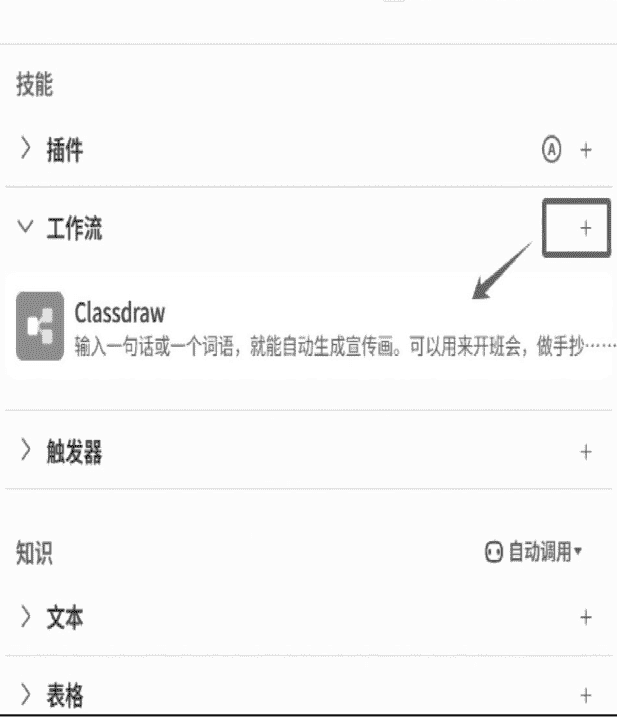 技能
插件
A +
工作流
+
Classdraw
输入一句话或一个词语，就能自动生成宣传画。可以用来开班会，做手抄……
触发器
+
知识
自动调用
文本
+
表格
+